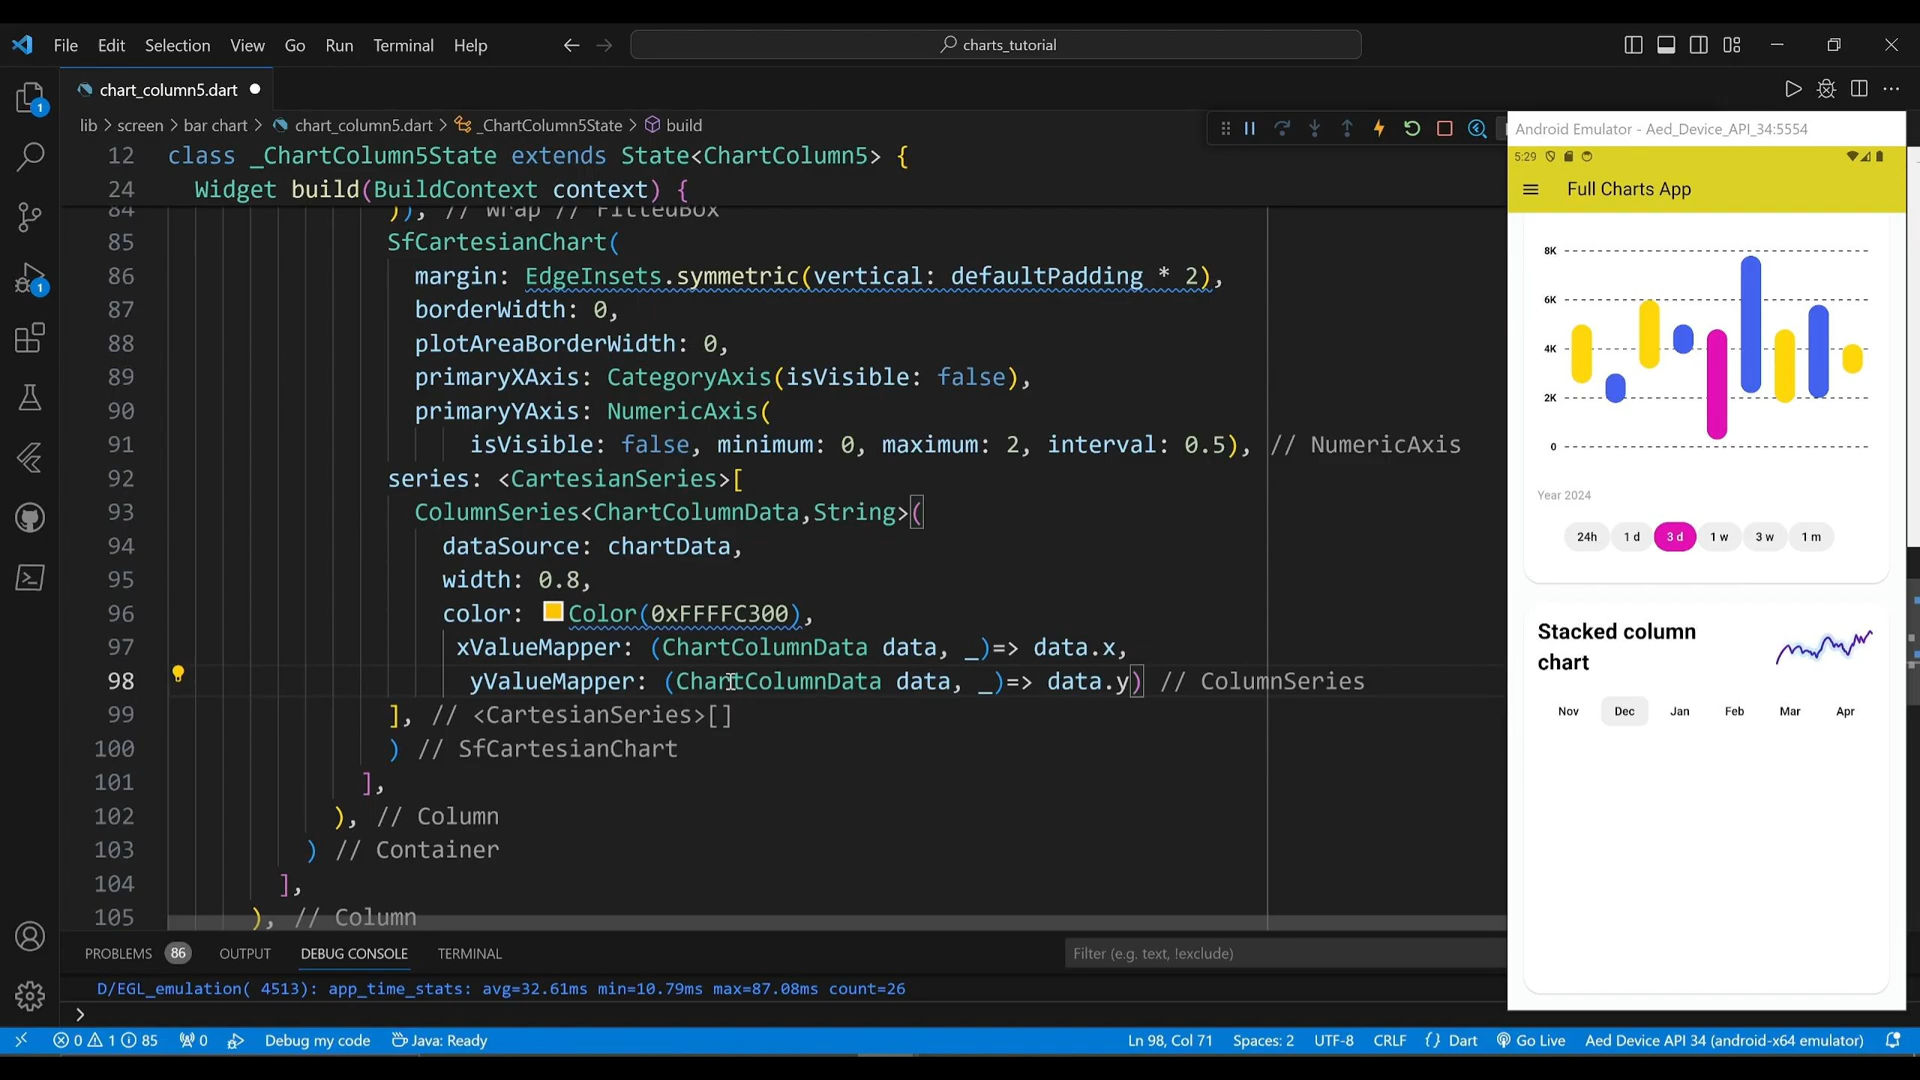 File Edit Selection View Go Run Terminal Help
charts_tutorial
chart_column5.dart
lib > screen > bar chart > chart_column5.dart > _ChartColumn5State > build
12 class _ChartColumn5State extends State<ChartColumn5> {
24 Widget build(BuildContext context) {
84 )), // Wrap // FittedBox
85 SfCartesianChart(
86 margin: EdgeInsets.symmetric(vertical: defaultPadding * 2),
87 borderWidth: 0,
88 plotAreaBorderWidth: 0,
89 primaryXAxis: CategoryAxis(isVisible: false),
90 primaryYAxis: NumericAxis(
91 isVisible: false, minimum: 0, maximum: 2, interval: 0.5), // NumericAxis
92 series: <CartesianSeries>[
93 ColumnSeries<ChartColumnData,String>(
94 dataSource: chartData,
95 width: 0.8,
96 color: Color(0xFFFFC300),
97 xValueMapper: (ChartColumnData data, _)=> data.x,
98 yValueMapper: (ChartColumnData data, _)=> data.y) // ColumnSeries
99 ], // <CartesianSeries>[]
100 ) // SfCartesianChart
101 ],
102 ), // Column
103 ) // Container
104 ],
105 ), // Column
1
1
PROBLEMS 86 OUTPUT DEBUG CONSOLE TERMINAL
Filter (e.g. text, !exclude)
D/EGL_emulation( 4513): app_time_stats: avg=32.61ms min=10.79ms max=87.08ms count=26
>
0 1 85 0 Debug my code Java: Ready
Ln 98, Col 71 Spaces: 2 UTF-8 CRLF {} Dart Go Live Aed Device API 34 (android-x64 emulator)
Android Emulator - Aed_Device_API_34:5554
5:29
Full Charts App
8K
6K
4K
2K
0
Year 2024
24h 1 d 3 d 1 w 3 w 1 m
Stacked column
chart
Nov Dec Jan Feb Mar Apr